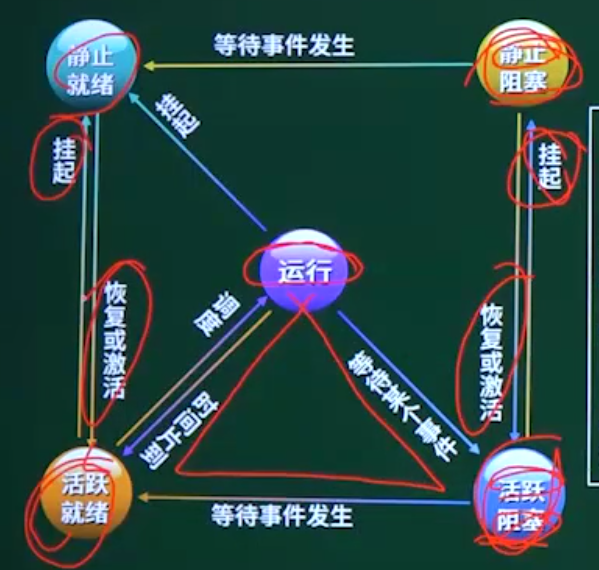 等待事件发生
静止
就绪
静止
阻塞
挂起
挂起
挂起
运行
恢复或激活
调度
恢复或激活
等待某个事件
时间片到
活跃
就绪
活跃
阻塞
等待事件发生